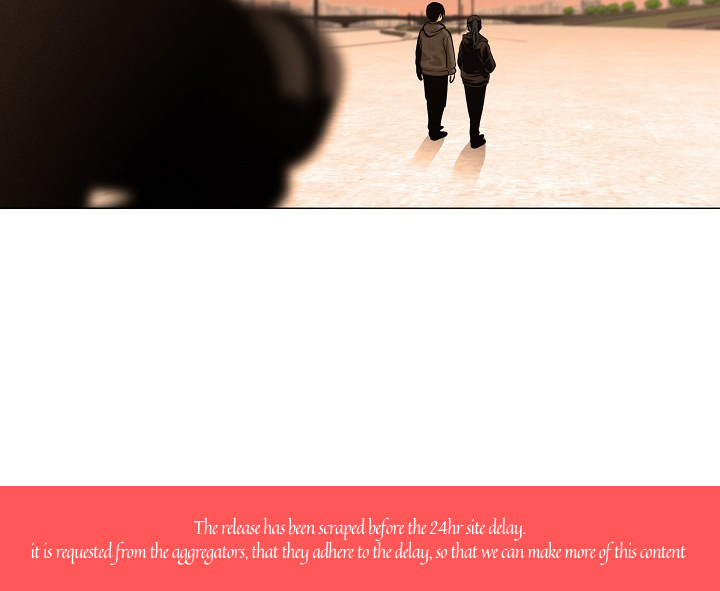 The release has been scraped before the 24hr site delay.
it is requested from the aggregators, that they adhere to the delay, so that we can make more of this content